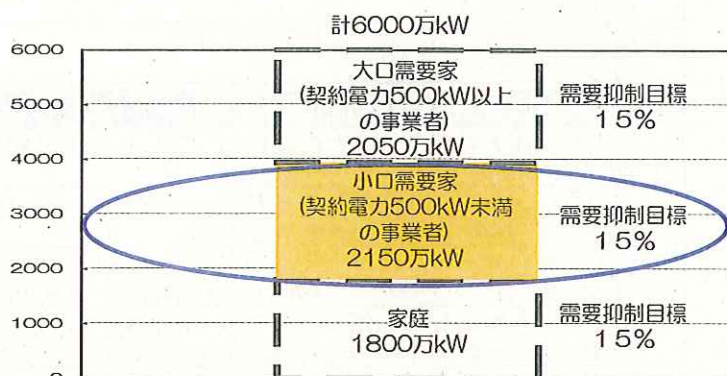 計6000万kW
6000
5000
4000
3000
2000
1000
0
大口需要家
(契約電力500kW以上
の事業者)
2050万kW
需要抑制目標
15%
小口需要家
(契約電力500kW未満
の事業者)
2150万kW
需要抑制目標
15%
家庭
1800万kW
需要抑制目標
15%